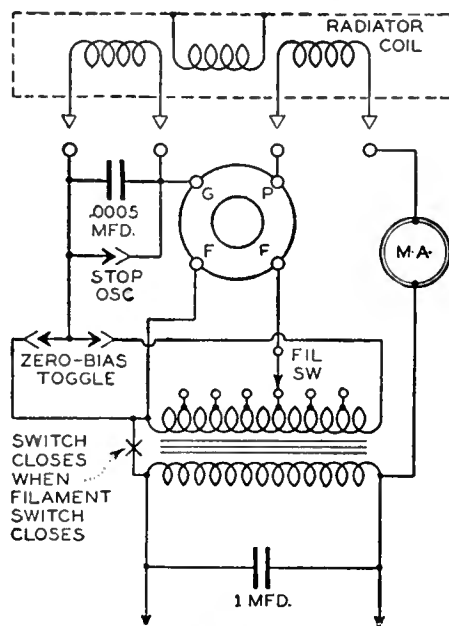 RADIATOR
COIL
.0005
MFD.
G
P
F
F
M.A.
STOP
OSC
ZERO-BIAS
TOGGLE
FIL
SW
SWITCH
CLOSES
WHEN
FILAMENT
SWITCH
CLOSES
1 MFD.